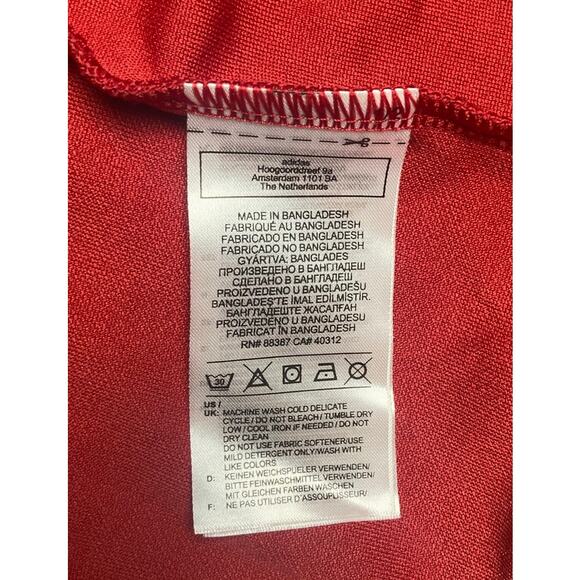 adidas
Hoogoorddreef 9a
Amsterdam 1101 BA
The Netherlands
MADE IN BANGLADESH
FABRIQUÉ AU BANGLADESH
FABRICADO EN BANGLADESH
FABRICADO NO BANGLADESH
GYÁRTVA: BANGLADES
ПРОИЗВЕДЕНО В БАНГЛАДЕШ
СДЕЛАНО В БАНГЛАДЕШ
PROIZVEDENO U BANGLADEŠU
BANGLADEŞ'TE İMAL EDİLMİŞTİR.
БАНГЛАДЕШТЕ ЖАСАЛҒАН
PROIZVEDENO U BANGLADEŠU
FABRICAT ÎN BANGLADESH
RN# 88387 CA# 40312
30
US /
UK: MACHINE WASH COLD DELICATE
CYCLE / DO NOT BLEACH / TUMBLE DRY
LOW / COOL IRON IF NEEDED / DO NOT
DRY CLEAN
DO NOT USE FABRIC SOFTENER/USE
MILD DETERGENT ONLY/WASH WITH
LIKE COLORS
D: KEINEN WEICHSPUELER VERWENDEN/
BITTE FEINWASCHMITTEL VERWENDEN/
MIT GLEICHEN FARBEN WASCHEN
F: NE PAS UTILISER D'ASSOUPLISSEUR/